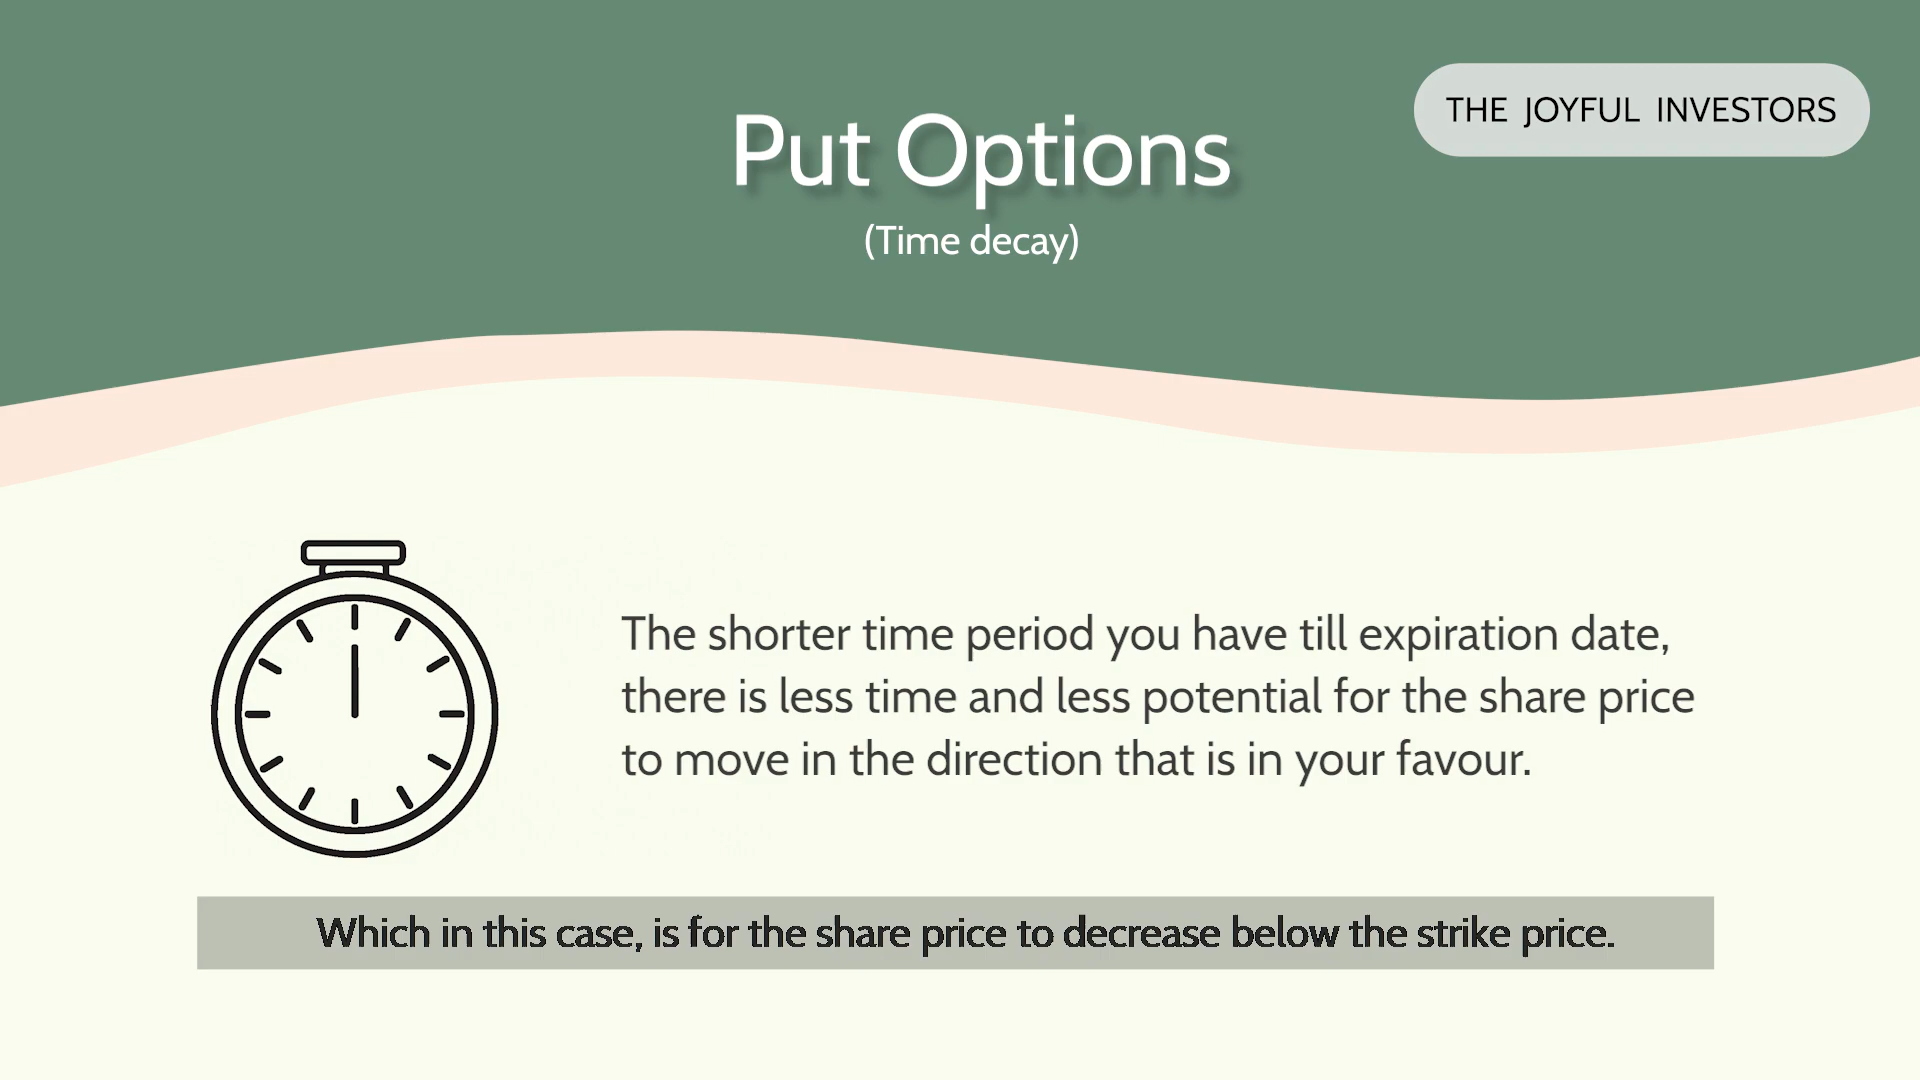 THE JOYFUL INVESTORS
Put Options
(Time decay)
The shorter time period you have till expiration date,
there is less time and less potential for the share price
to move in the direction that is in your favour.
Which in this case, is for the share price to decrease below the strike price.